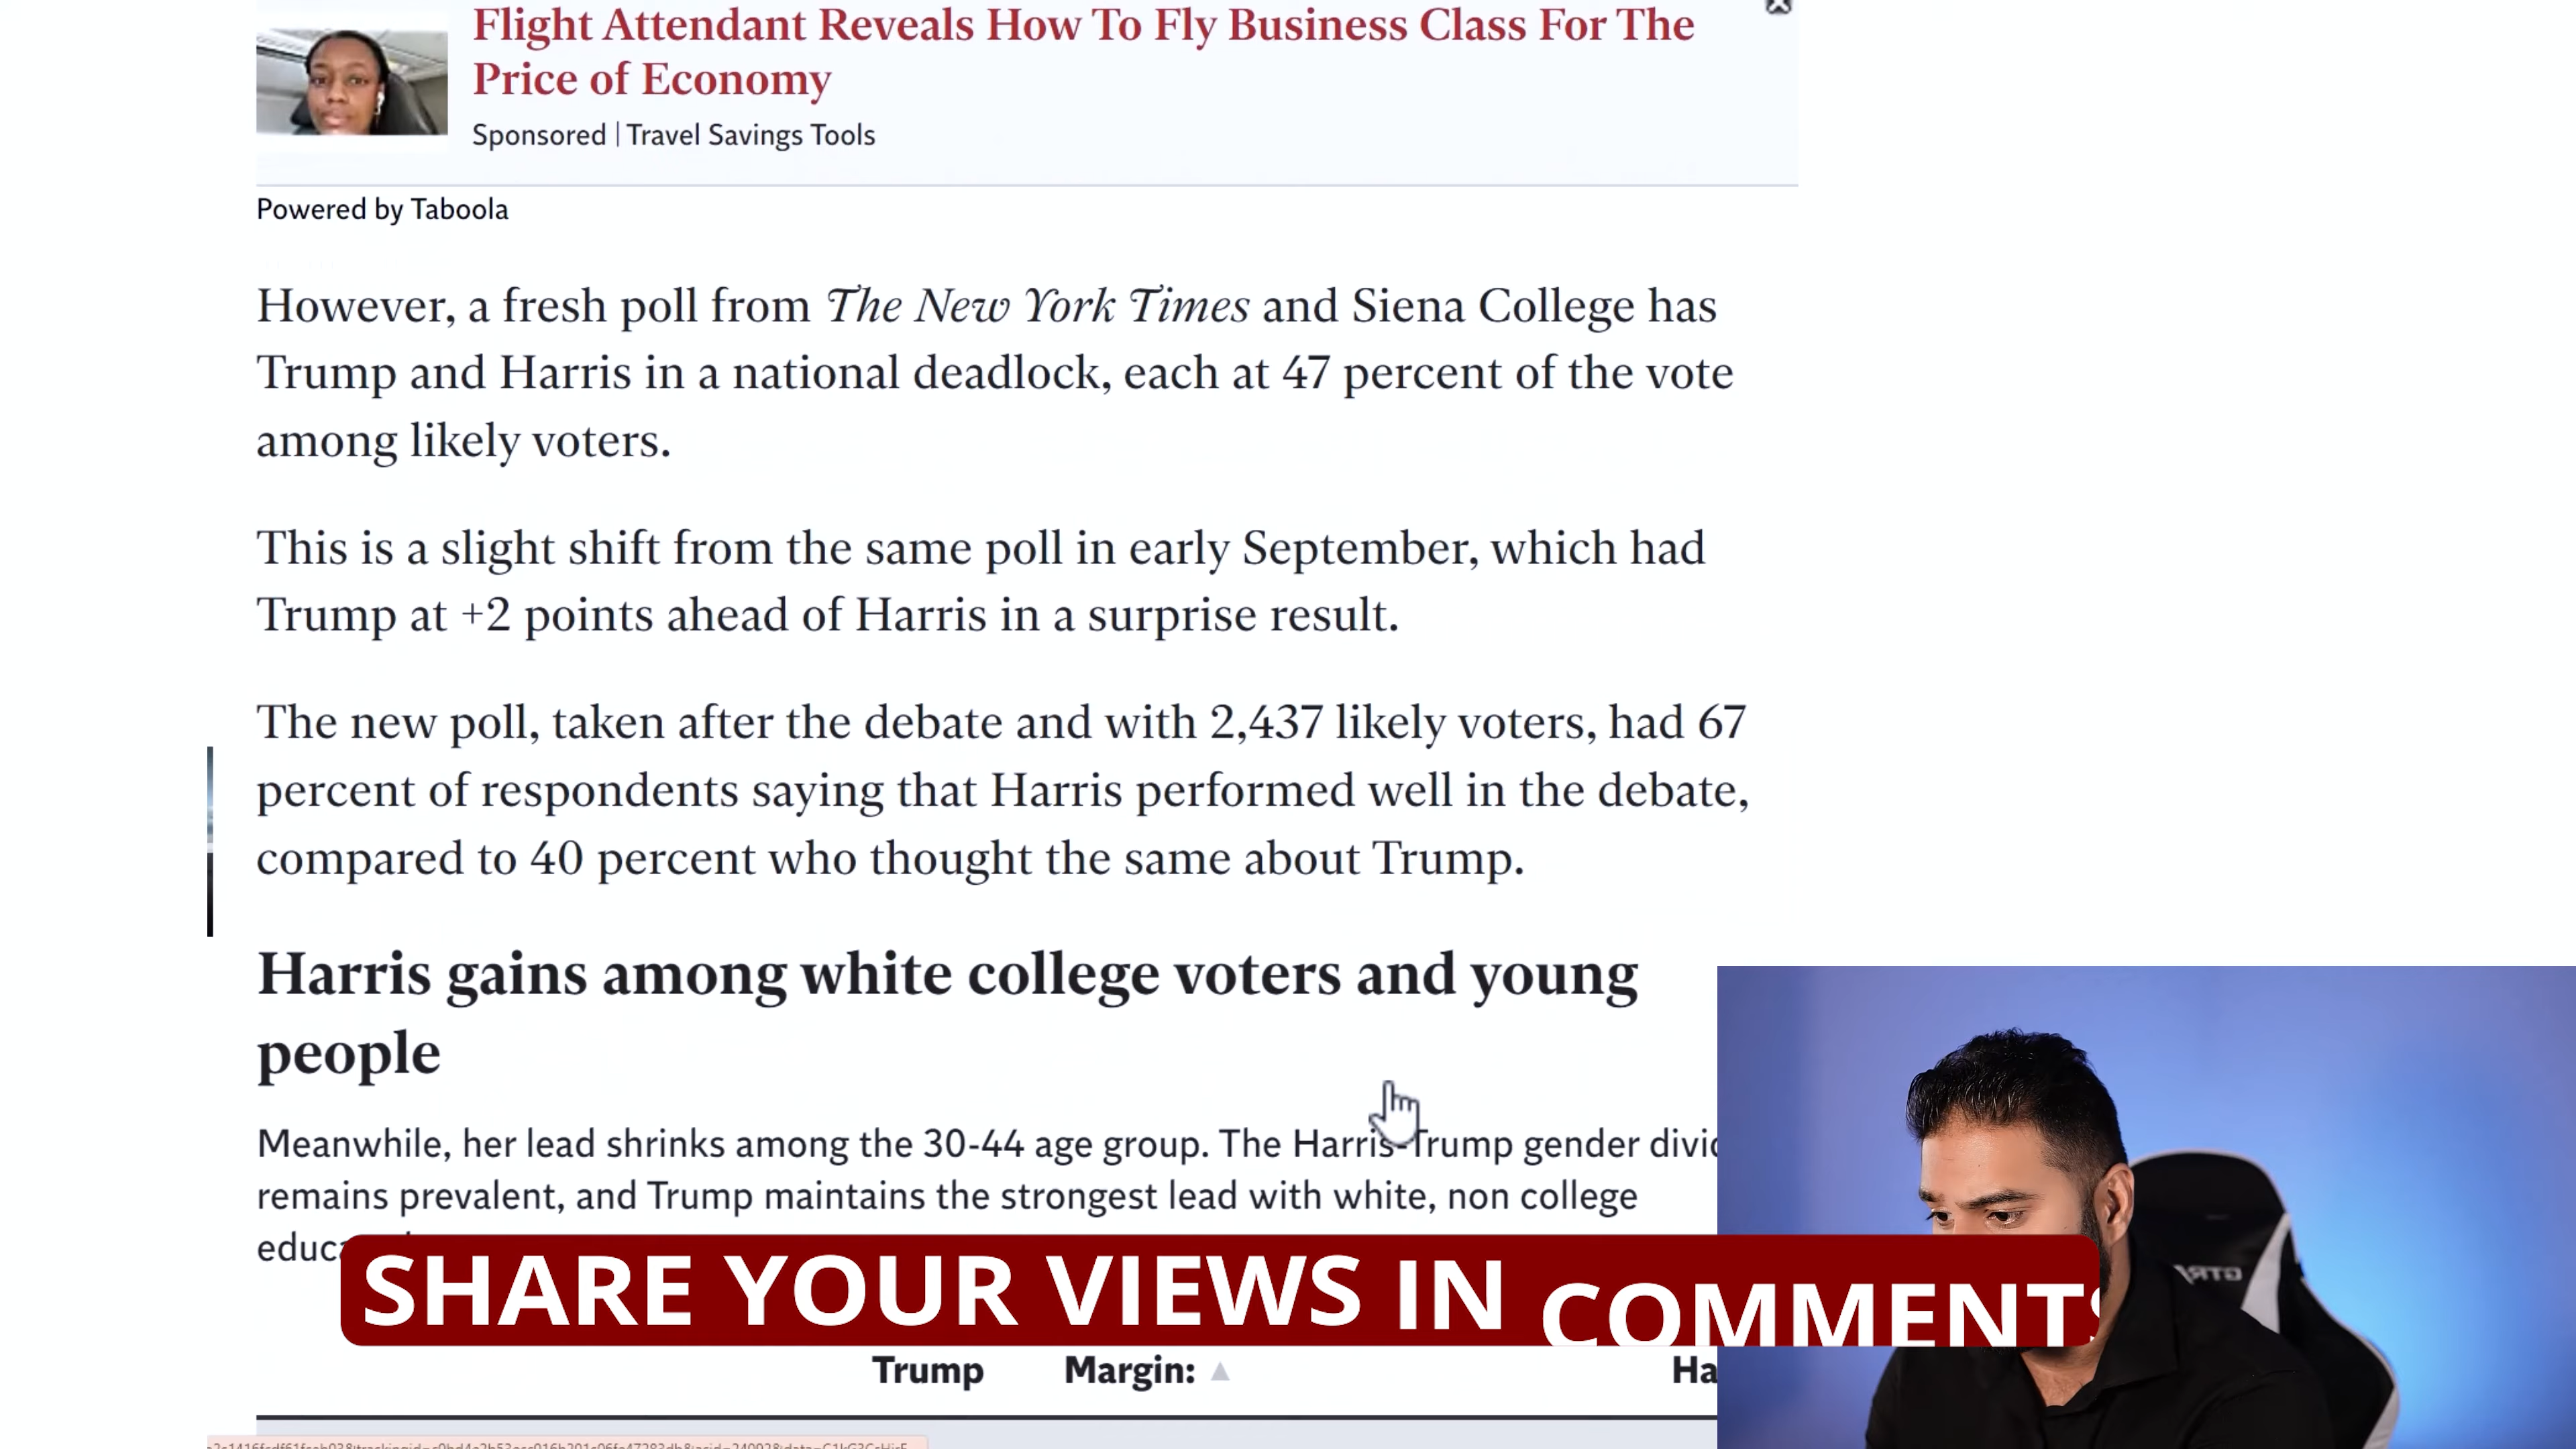 Flight Attendant Reveals How To Fly Business Class For The
Price of Economy
Sponsored | Travel Savings Tools
Powered by Taboola
However, a fresh poll from The New York Times and Siena College has
Trump and Harris in a national deadlock, each at 47 percent of the vote
among likely voters.
This is a slight shift from the same poll in early September, which had
Trump at +2 points ahead of Harris in a surprise result.
The new poll, taken after the debate and with 2,437 likely voters, had 67
percent of respondents saying that Harris performed well in the debate,
compared to 40 percent who thought the same about Trump.
Harris gains among white college voters and young
people
Meanwhile, her lead shrinks among the 30-44 age group. The Harris-Trump gender
remains prevalent, and Trump maintains the strongest lead with white, non college
SHARE YOUR VIEWS IN COMMENTS
Trump Margin: